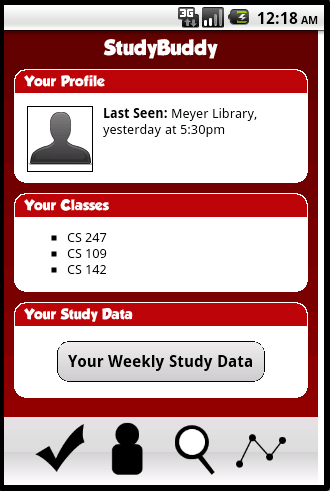 3G
12:18 AM
StudyBuddy
Your Profile
Last Seen: Meyer Library,
yesterday at 5:30pm
Your Classes
CS 247
CS 109
CS 142
Your Study Data
Your Weekly Study Data